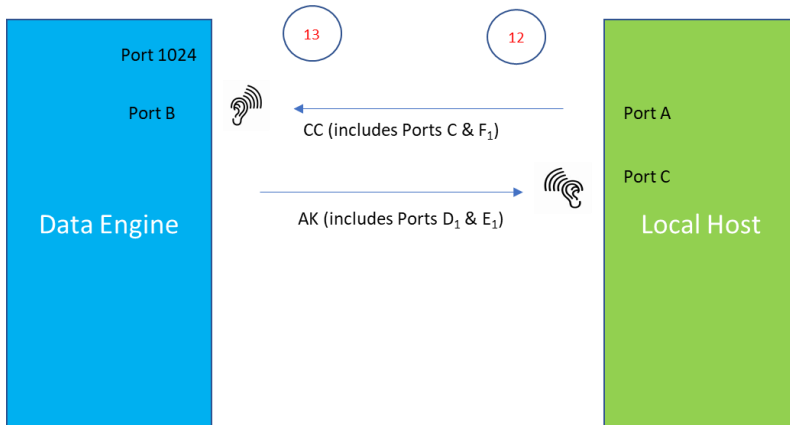 13
12
Port 1024
Port B
Port A
CC (includes Ports C & F₁)
Port C
AK (includes Ports D₁ & E₁)
Data Engine
Local Host